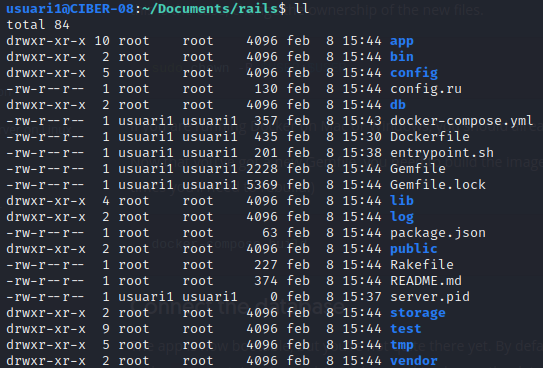 usuari1@CIBER-08:~/Documents/rails$ ll
total 84
drwxr-xr-x 10 root root 4096 feb 8 15:44 app
drwxr-xr-x 2 root root 4096 feb 8 15:44 bin
drwxr-xr-x 5 root root 4096 feb 8 15:44 config
-rw-r--r-- 1 root root 130 feb 8 15:44 config.ru
drwxr-xr-x 2 root root 4096 feb 8 15:44 db
-rw-r--r-- 1 usuari1 usuari1 357 feb 8 15:43 docker-compose.yml
-rw-r--r-- 1 usuari1 usuari1 435 feb 8 15:30 Dockerfile
-rw-r--r-- 1 usuari1 usuari1 201 feb 8 15:38 entrypoint.sh
-rw-r--r-- 1 usuari1 usuari1 2228 feb 8 15:44 Gemfile
-rw-r--r-- 1 usuari1 usuari1 5369 feb 8 15:44 Gemfile.lock
drwxr-xr-x 4 root root 4096 feb 8 15:44 lib
drwxr-xr-x 2 root root 4096 feb 8 15:44 log
-rw-r--r-- 1 root root 63 feb 8 15:44 package.json
drwxr-xr-x 2 root root 4096 feb 8 15:44 public
-rw-r--r-- 1 root root 227 feb 8 15:44 Rakefile
-rw-r--r-- 1 root root 374 feb 8 15:44 README.md
-rw-r--r-- 1 usuari1 usuari1 0 feb 8 15:37 server.pid
drwxr-xr-x 2 root root 4096 feb 8 15:44 storage
drwxr-xr-x 9 root root 4096 feb 8 15:44 test
drwxr-xr-x 5 root root 4096 feb 8 15:44 tmp
drwxr-xr-x 2 root root 4096 feb 8 15:44 vendor